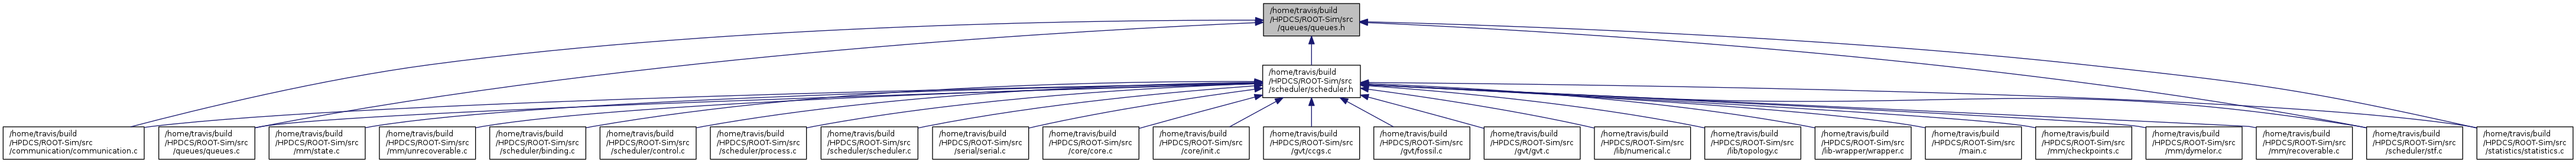 /home/travis/build
/HPDCS/ROOT-Sim/src
/queues/queues.h
/home/travis/build
/HPDCS/ROOT-Sim/src
/scheduler/scheduler.h
/home/travis/build
/HPDCS/ROOT-Sim/src
/communication/communication.c
/home/travis/build
/HPDCS/ROOT-Sim/src
/queues/queues.c
/home/travis/build
/HPDCS/ROOT-Sim/src
/mm/state.c
/home/travis/build
/HPDCS/ROOT-Sim/src
/mm/unrecoverable.c
/home/travis/build
/HPDCS/ROOT-Sim/src
/scheduler/binding.c
/home/travis/build
/HPDCS/ROOT-Sim/src
/scheduler/control.c
/home/travis/build
/HPDCS/ROOT-Sim/src
/scheduler/process.c
/home/travis/build
/HPDCS/ROOT-Sim/src
/scheduler/scheduler.c
/home/travis/build
/HPDCS/ROOT-Sim/src
/serial/serial.c
/home/travis/build
/HPDCS/ROOT-Sim/src
/core/core.c
/home/travis/build
/HPDCS/ROOT-Sim/src
/core/init.c
/home/travis/build
/HPDCS/ROOT-Sim/src
/gvt/ccgs.c
/home/travis/build
/HPDCS/ROOT-Sim/src
/gvt/fossil.c
/home/travis/build
/HPDCS/ROOT-Sim/src
/gvt/gvt.c
/home/travis/build
/HPDCS/ROOT-Sim/src
/lib/numerical.c
/home/travis/build
/HPDCS/ROOT-Sim/src
/lib/topology.c
/home/travis/build
/HPDCS/ROOT-Sim/src
/lib-wrapper/wrapper.c
/home/travis/build
/HPDCS/ROOT-Sim/src
/main.c
/home/travis/build
/HPDCS/ROOT-Sim/src
/mm/checkpoints.c
/home/travis/build
/HPDCS/ROOT-Sim/src
/mm/dymelor.c
/home/travis/build
/HPDCS/ROOT-Sim/src
/mm/recoverable.c
/home/travis/build
/HPDCS/ROOT-Sim/src
/scheduler/stf.c
/home/travis/build
/HPDCS/ROOT-Sim/src
/statistics/statistics.c